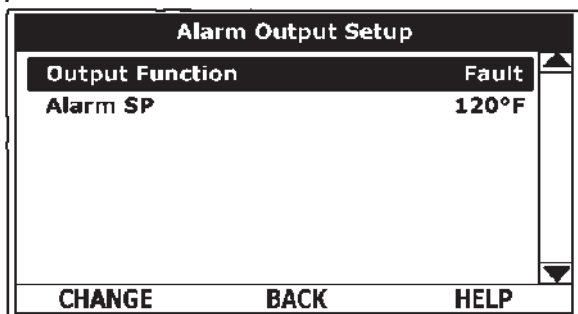 Alarm Output Setup
Output Function Fault
Alarm SP 120°F
CHANGE BACK HELP